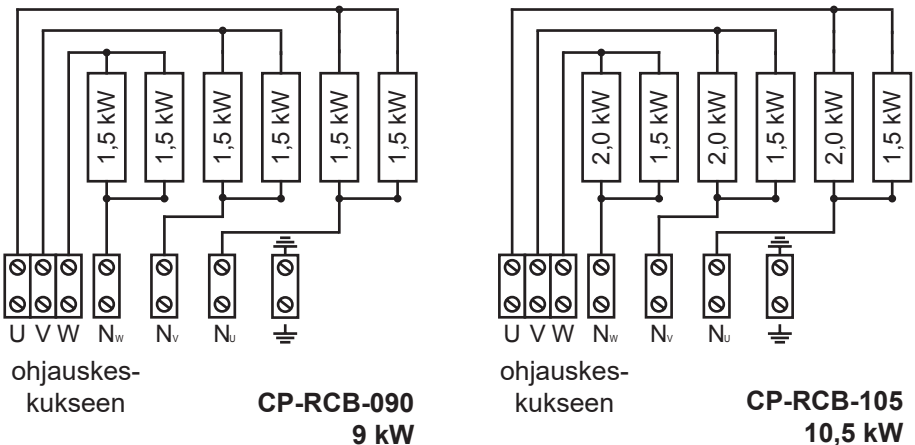 1,5 kW 1,5 kW 1,5 kW 1,5 kW 1,5 kW 1,5 kW
U V W NW NV NU
ohjauskes-
kukseen
CP-RCB-090
9 kW
2,0 kW 1,5 kW 2,0 kW 1,5 kW 2,0 kW 1,5 kW
U V W NW NV NU
ohjauskes-
kukseen
CP-RCB-105
10,5 kW